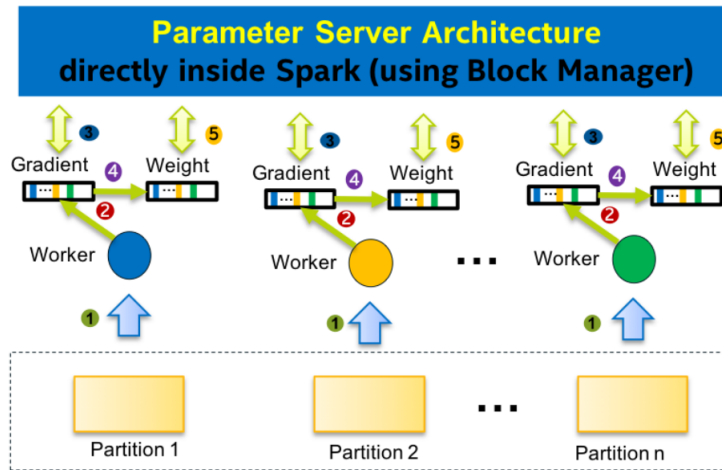 Parameter Server Architecture
directly inside Spark (using Block Manager)
3 5 3 5 3 5
Gradient 4 Weight Gradient 4 Weight Gradient 4 Weight
... ... ... ... ... ...
2 2 2
Worker Worker ... Worker
1 1 1
...
Partition 1 Partition 2 Partition n